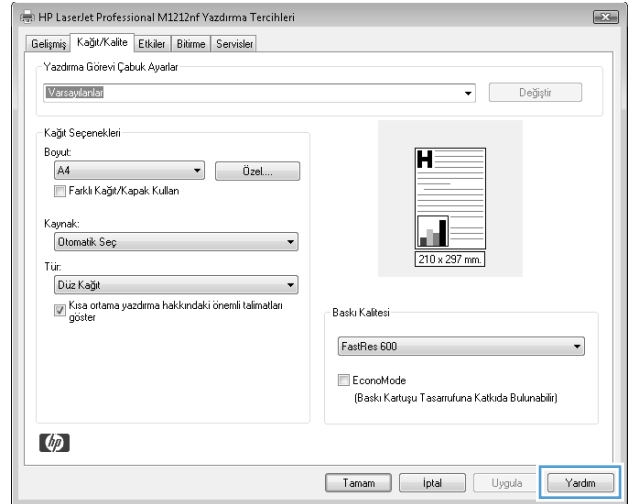 HP LaserJet Professional M1212nf Yazdırma Tercihleri
Gelişmiş Kağıt/Kalite Etkiler Bitirme Servisler
Yazdırma Görevi Çabuk Ayarlar
Varsayılanlar Değiştir
Kağıt Seçenekleri
Boyut:
A4 Özel....
Farklı Kağıt/Kapak Kullan
Kaynak:
Otomatik Seç
Tür:
Düz Kağıt
Kısa ortama yazdırma hakkındaki önemli talimatları
göster
H
210 x 297 mm.
Baskı Kalitesi
FastRes 600
EconoMode
(Baskı Kartuşu Tasarrufuna Katkıda Bulunabilir)
hp
Tamam İptal Uygula Yardım